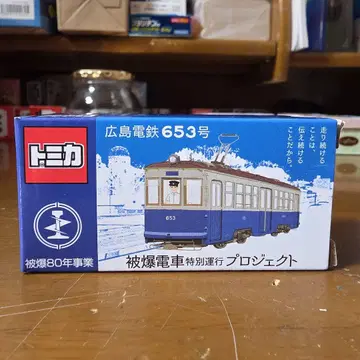 広島電鉄653号
走り続ける
ことは、
伝え続ける
ことだから。
トミカ
653
被爆80年事業
被爆電車特別運行プロジェクト